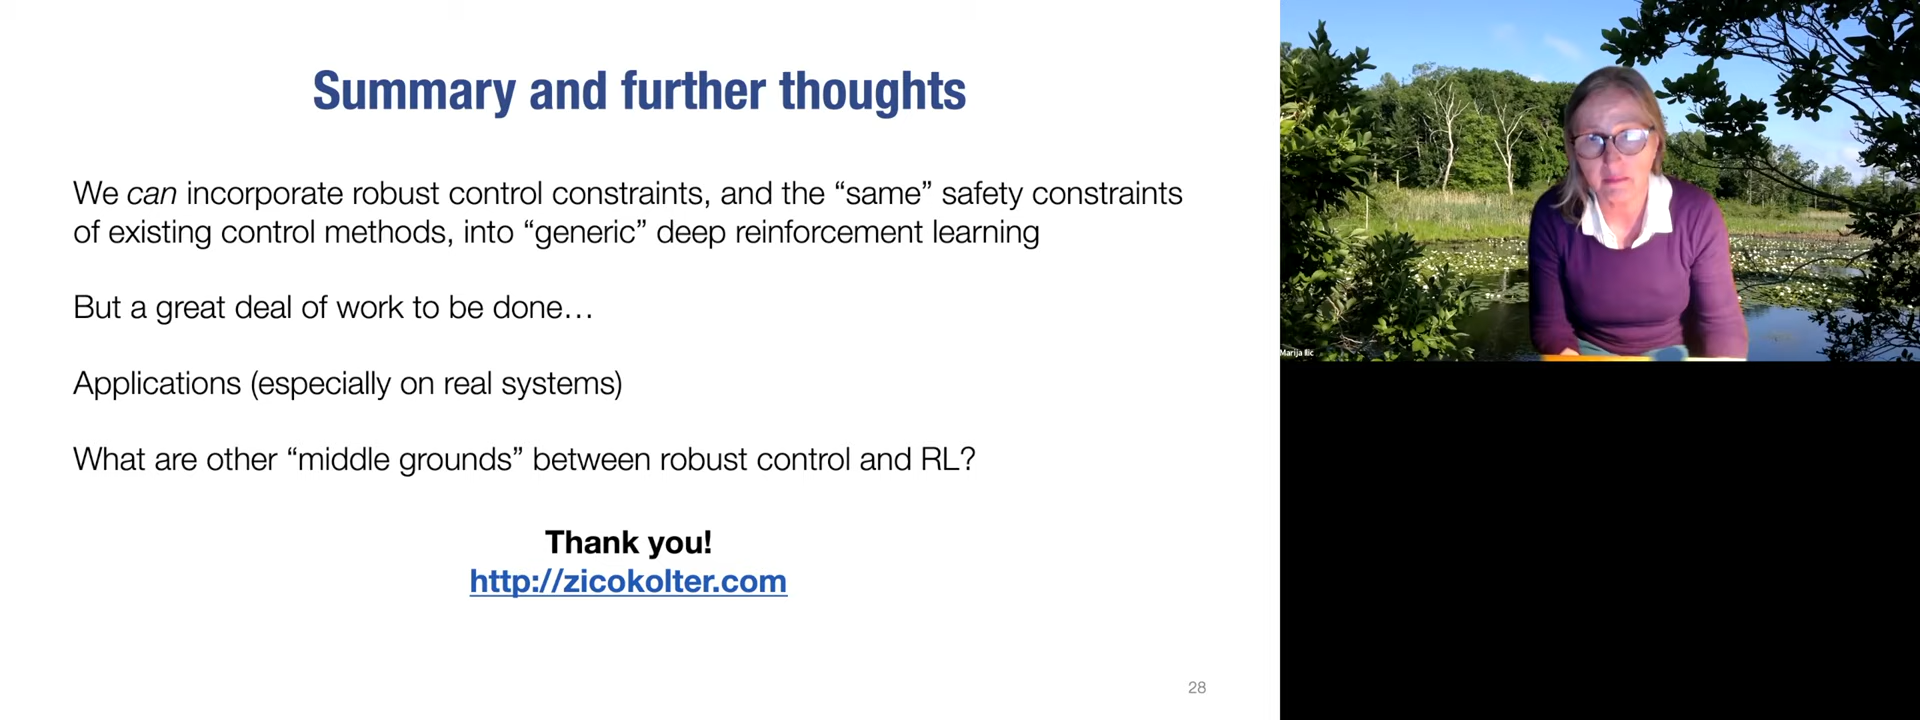 Summary and further thoughts
We can incorporate robust control constraints, and the “same” safety constraints
of existing control methods, into “generic” deep reinforcement learning
But a great deal of work to be done…
Applications (especially on real systems)
What are other “middle grounds” between robust control and RL?
Thank you!
http://zicokolter.com
28
Marija Ilic